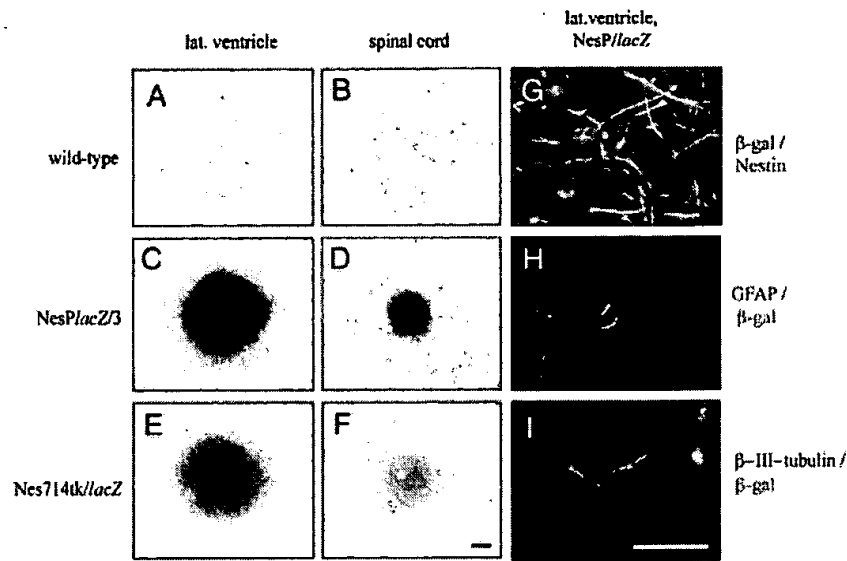 lat. ventricle
spinal cord
lat.ventricle,
NesP/lacZ
A
B
G
wild-type
β-gal /
Nestin
C
D
H
NesPlacZ/3
GFAP /
β-gal
E
F
I
Nes714tk/lacZ
β-III-tubulin /
β-gal